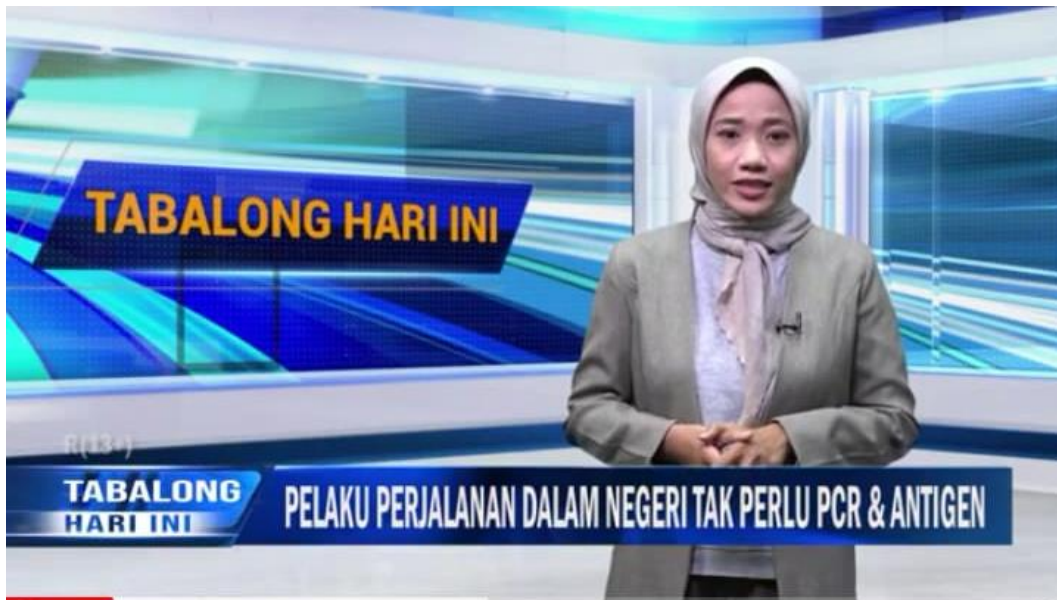 TABALONG HARI INI
R(13+)
TABALONG
HARI INI
PELAKU PERJALANAN DALAM NEGERI TAK PERLU PCR & ANTIGEN